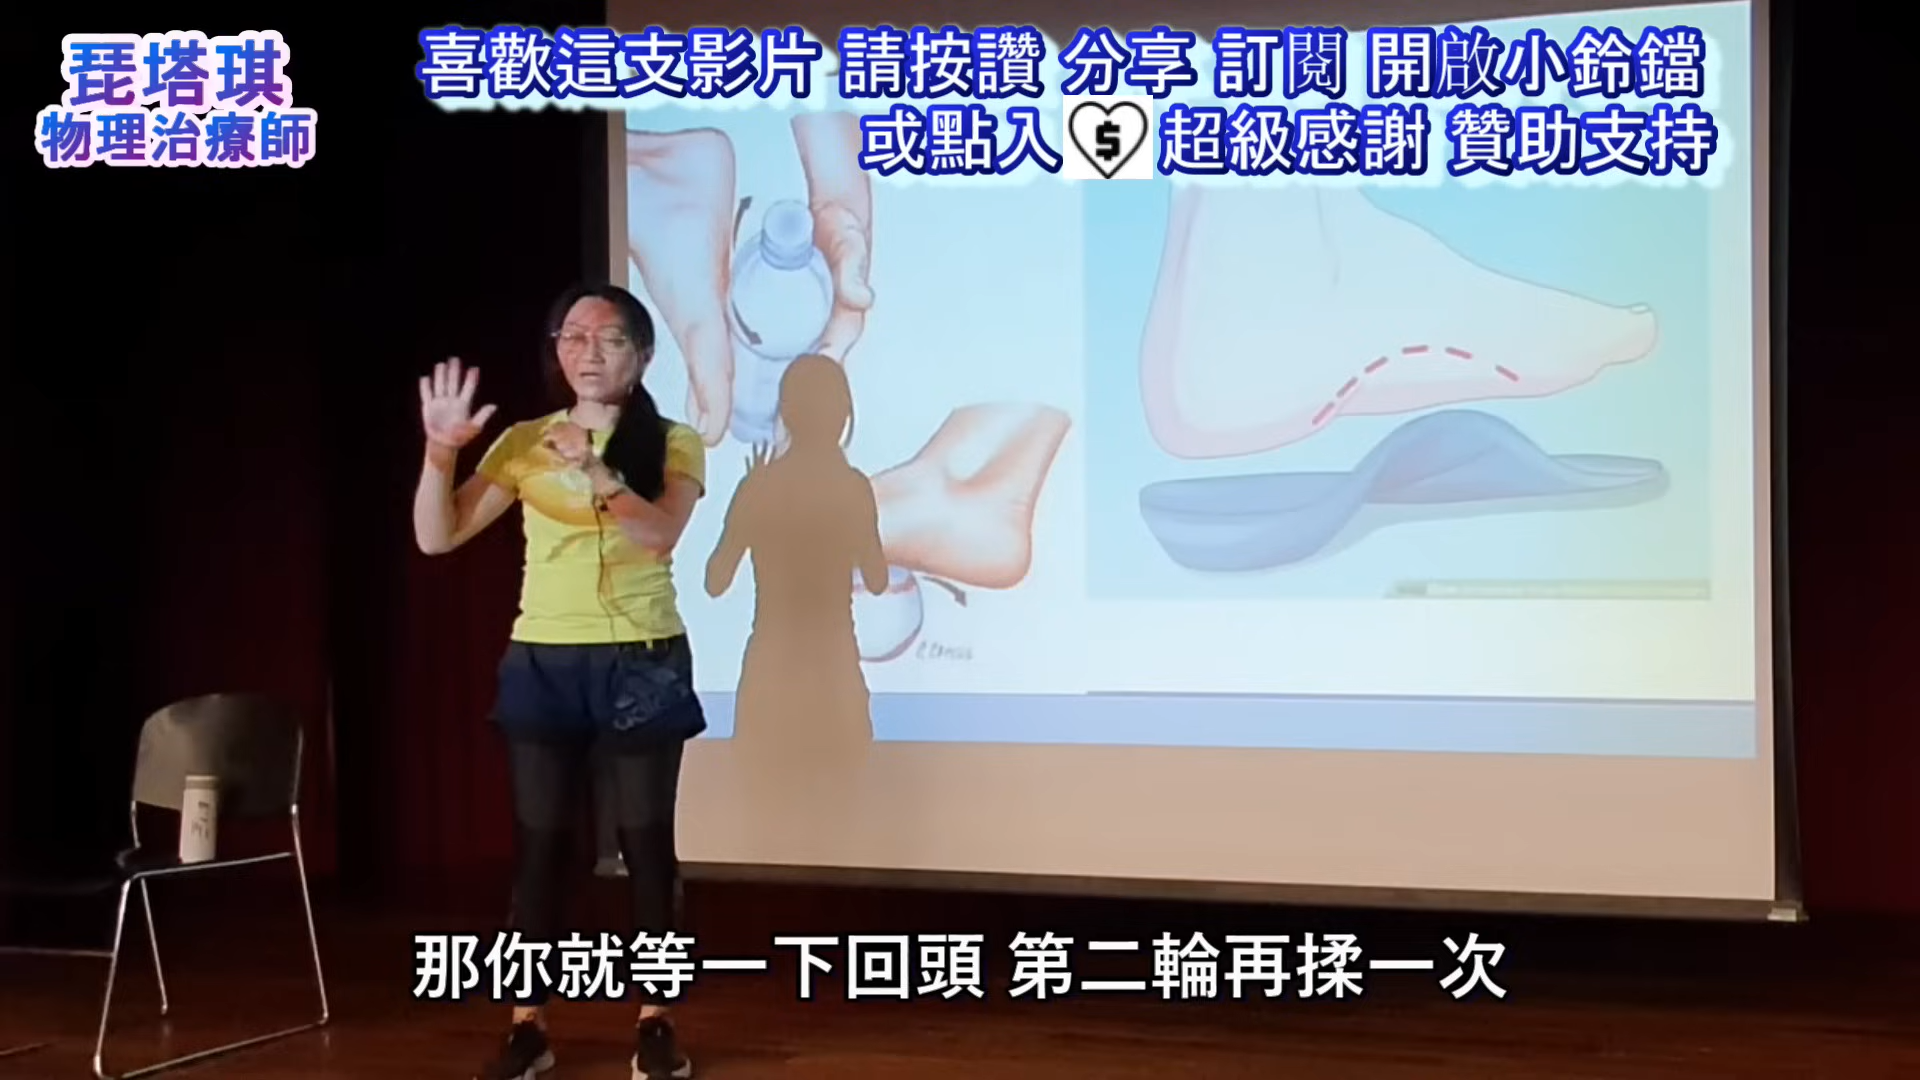 琵塔琪
物理治療師
喜歡這支影片 請按讚 分享 訂閱 開啟小鈴鐺
或點入 $ 超級感謝 贊助支持
那你就等一下回頭 第二輪再揉一次